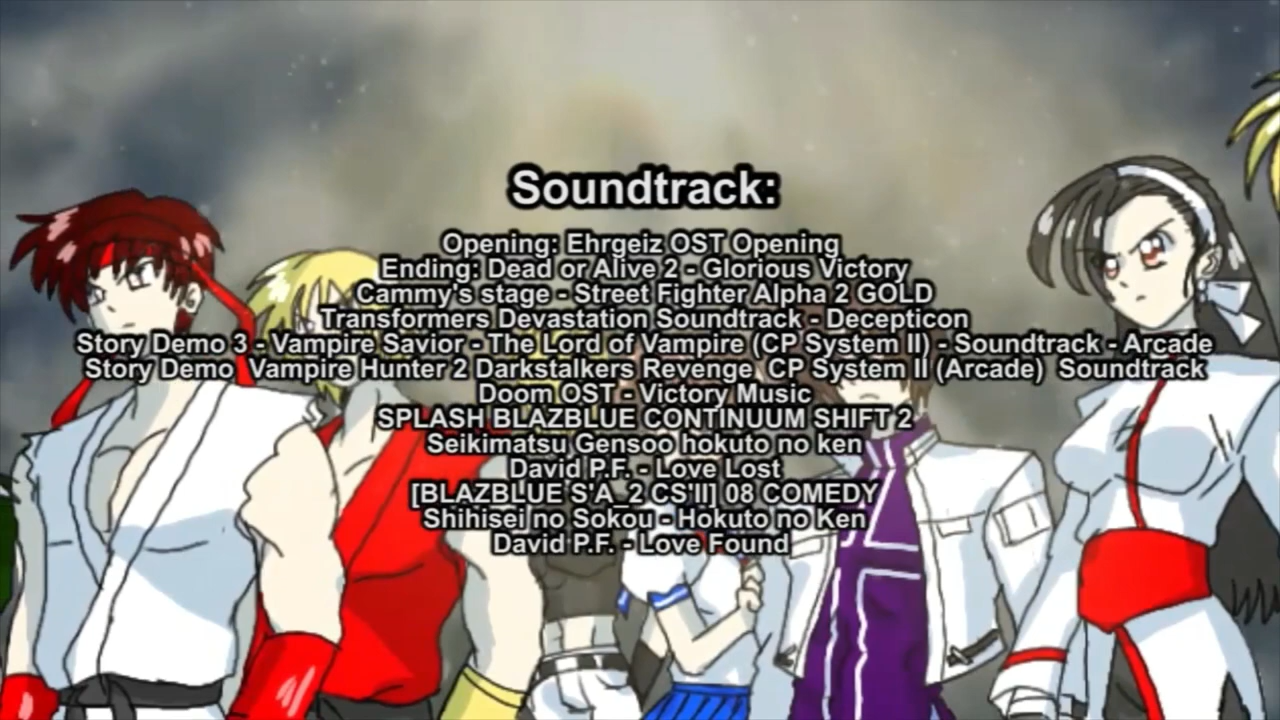 Soundtrack:
Opening: Ehrgeiz OST Opening
Ending: Dead or Alive 2 - Glorious Victory
Cammy's stage - Street Fighter Alpha 2 GOLD
Transformers Devastation Soundtrack - Decepticon
Story Demo 3 - Vampire Savior - The Lord of Vampire (CP System II) - Soundtrack - Arcade
Story Demo  Vampire Hunter 2 Darkstalkers Revenge  CP System II (Arcade)  Soundtrack
Doom OST - Victory Music
SPLASH BLAZBLUE CONTINUUM SHIFT 2
Seikimatsu Gensoo hokuto no ken
David P.F. - Love Lost
[BLAZBLUE S'A_2 CS'II] 08 COMEDY
Shihisei no Sokou - Hokuto no Ken
David P.F. - Love Found